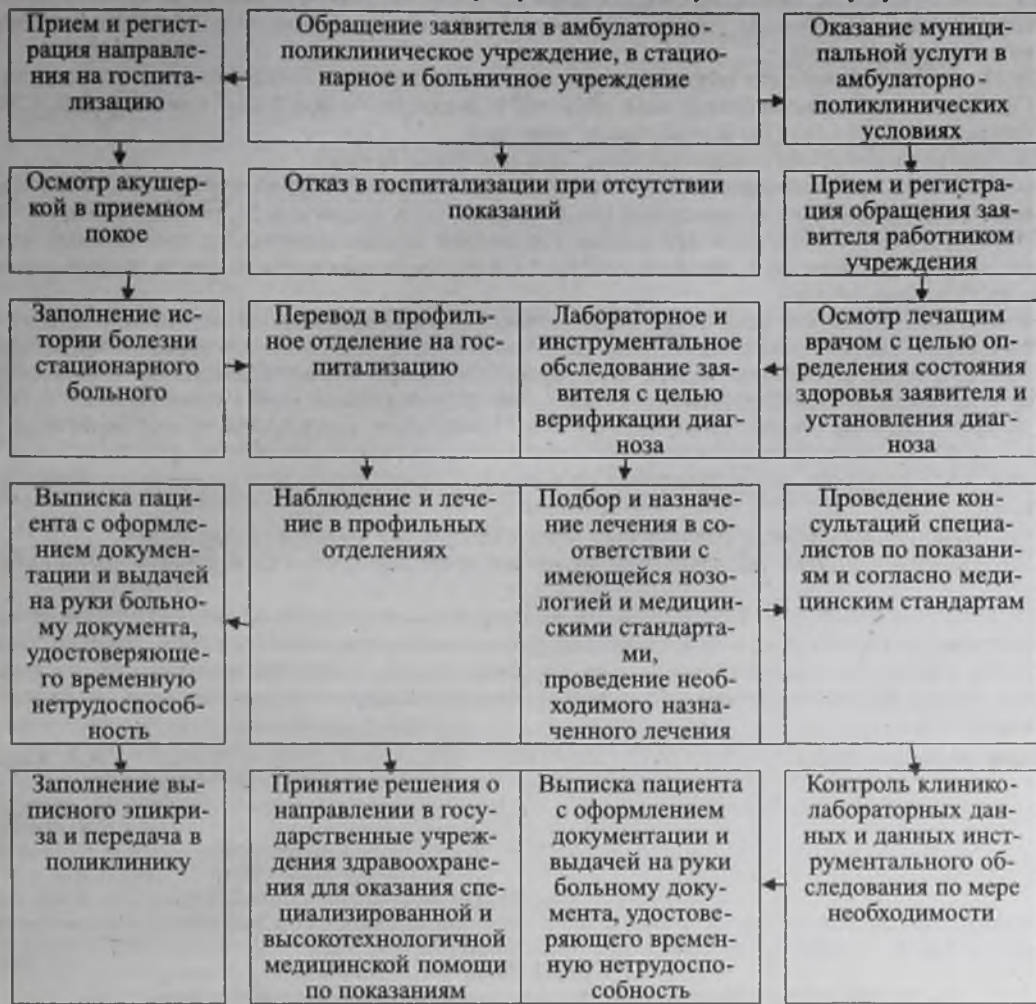 Прием и регист-
рация направле-
ния на госпита-
лизацию
Обращение заявителя в амбулаторно-
поликлиническое учреждение, в стацио-
нарное и больничное учреждение
Оказание муници-
пальной услуги в
амбулаторно-
поликлинических
условиях
Осмотр акушер-
кой в приемном
покое
Отказ в госпитализации при отсутствии
показаний
Прием и регистра-
ция обращения зая-
вителя работником
учреждения
Заполнение ис-
тории болезни
стационарного
больного
Перевод в профиль-
ное отделение на гос-
питализацию
Лабораторное и
инструментальное
обследование зая-
вителя с целью
верификации диаг-
ноза
Осмотр лечащим
врачом с целью оп-
ределения состояния
здоровья заявителя и
установления диаг-
ноза
Выписка паци-
ента с оформле-
нием докумен-
тации и выдачей
на руки больно-
му документа,
удостоверяюще-
го временную
нетрудоспособ-
ность
Наблюдение и ле-
чение в профильных
отделениях
Подбор и назначе-
ние лечения в со-
ответствии с
имеющейся нозо-
логией и медицин-
скими стандарта-
ми,
проведение необ-
ходимого назна-
ченного лечения
Проведение кон-
сультаций специа-
листов по показани-
ям и согласно меди-
цинским стандартам
Заполнение вы-
писного эпикри-
за и передача в
поликлинику
Принятие решения о
направлении в госу-
дарственные учреж-
дения здравоохране-
ния для оказания спе-
циализированной и
высокотехнологичной
медицинской помощи
по показаниям
Выписка пациента
с оформлением
документации и
выдачей на руки
больному доку-
мента, удостове-
ряющего времен-
ную нетрудоспо-
собность
Контроль клинико-
лабораторных дан-
ных и данных инст-
рументального об-
следования по мере
необходимости